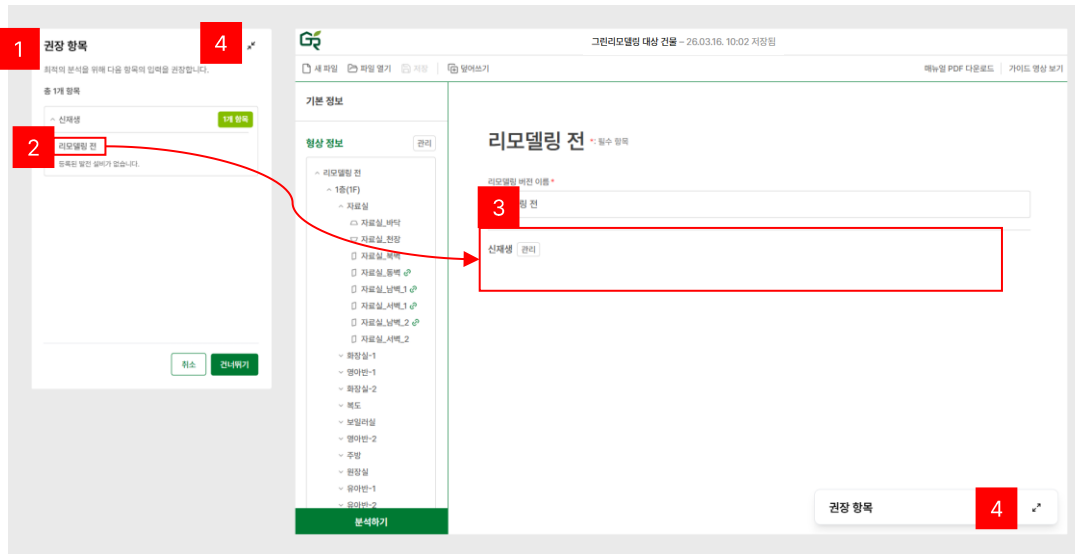 1
권장 항목
4
최적의 분석을 위해 다음 항목의 입력을 권장합니다.
총 1개 항목
신재생
1개 항목
2
리모델링 전
등록된 발전 설비가 없습니다.
취소
건너뛰기
GR
그린리모델링 대상 건물 – 26.03.16. 10:02 저장됨
새 파일
파일 열기
저장
덮어쓰기
매뉴얼 PDF 다운로드
가이드 영상 보기
기본 정보
형상 정보
관리
리모델링 전
1층(1F)
자료실
자료실_바닥
자료실_천장
자료실_북벽
자료실_동벽
자료실_남벽_1
자료실_서벽_1
자료실_남벽_2
자료실_서벽_2
화장실-1
영아반-1
화장실-2
복도
보일러실
영아반-2
주방
원장실
유아반-1
유아반-2
분석하기
리모델링 전 *: 필수 항목
리모델링 버전 이름 *
3
링 전
신재생
관리
권장 항목
4